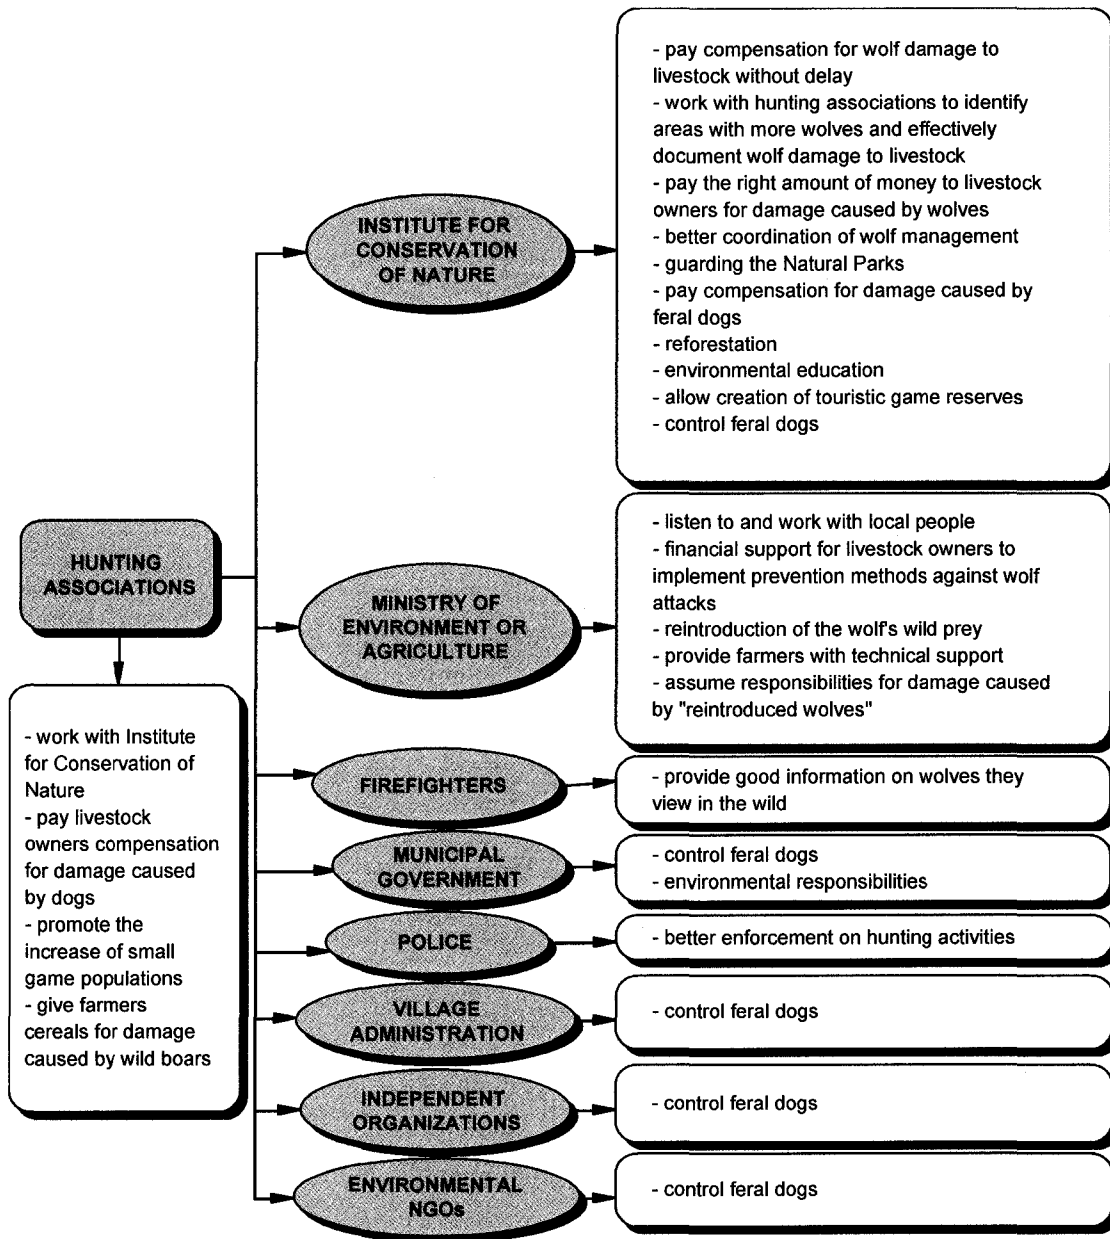 HUNTING
ASSOCIATIONS
- work with Institute
for Conservation of
Nature
- pay livestock
owners compensation
for damage caused
by dogs
- promote the
increase of small
game populations
- give farmers
cereals for damage
caused by wild boars
INSTITUTE FOR
CONSERVATION
OF NATURE
- pay compensation for wolf damage to
livestock without delay
- work with hunting associations to identify
areas with more wolves and effectively
document wolf damage to livestock
- pay the right amount of money to livestock
owners for damage caused by wolves
- better coordination of wolf management
- guarding the Natural Parks
- pay compensation for damage caused by
feral dogs
- reforestation
- environmental education
- allow creation of touristic game reserves
- control feral dogs
MINISTRY OF
ENVIRONMENT OR
AGRICULTURE
- listen to and work with local people
- financial support for livestock owners to
implement prevention methods against wolf
attacks
- reintroduction of the wolf's wild prey
- provide farmers with technical support
- assume responsibilities for damage caused
by "reintroduced wolves"
FIREFIGHTERS
- provide good information on wolves they
view in the wild
MUNICIPAL
GOVERNMENT
- control feral dogs
- environmental responsibilities
POLICE
- better enforcement on hunting activities
VILLAGE
ADMINISTRATION
- control feral dogs
INDEPENDENT
ORGANIZATIONS
- control feral dogs
ENVIRONMENTAL
NGOs
- control feral dogs